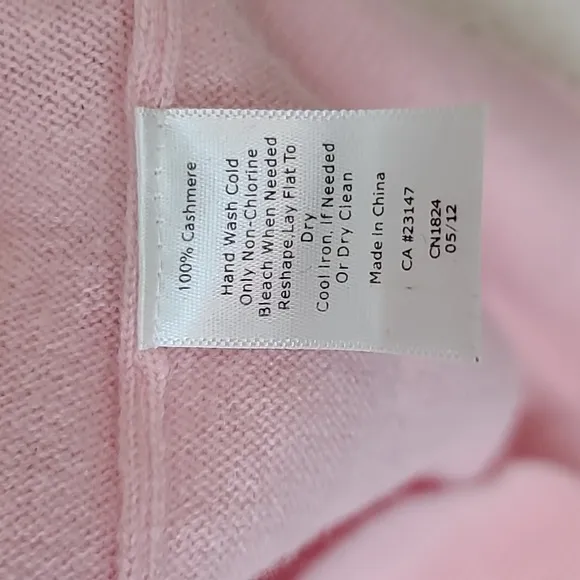 100% Cashmere
Hand Wash Cold
Only Non-Chlorine
Bleach When Needed
Reshape,Lay Flat To
Dry
Cool Iron, If Needed
Or Dry Clean
Made In China
CA #23147
CN1824
05/12